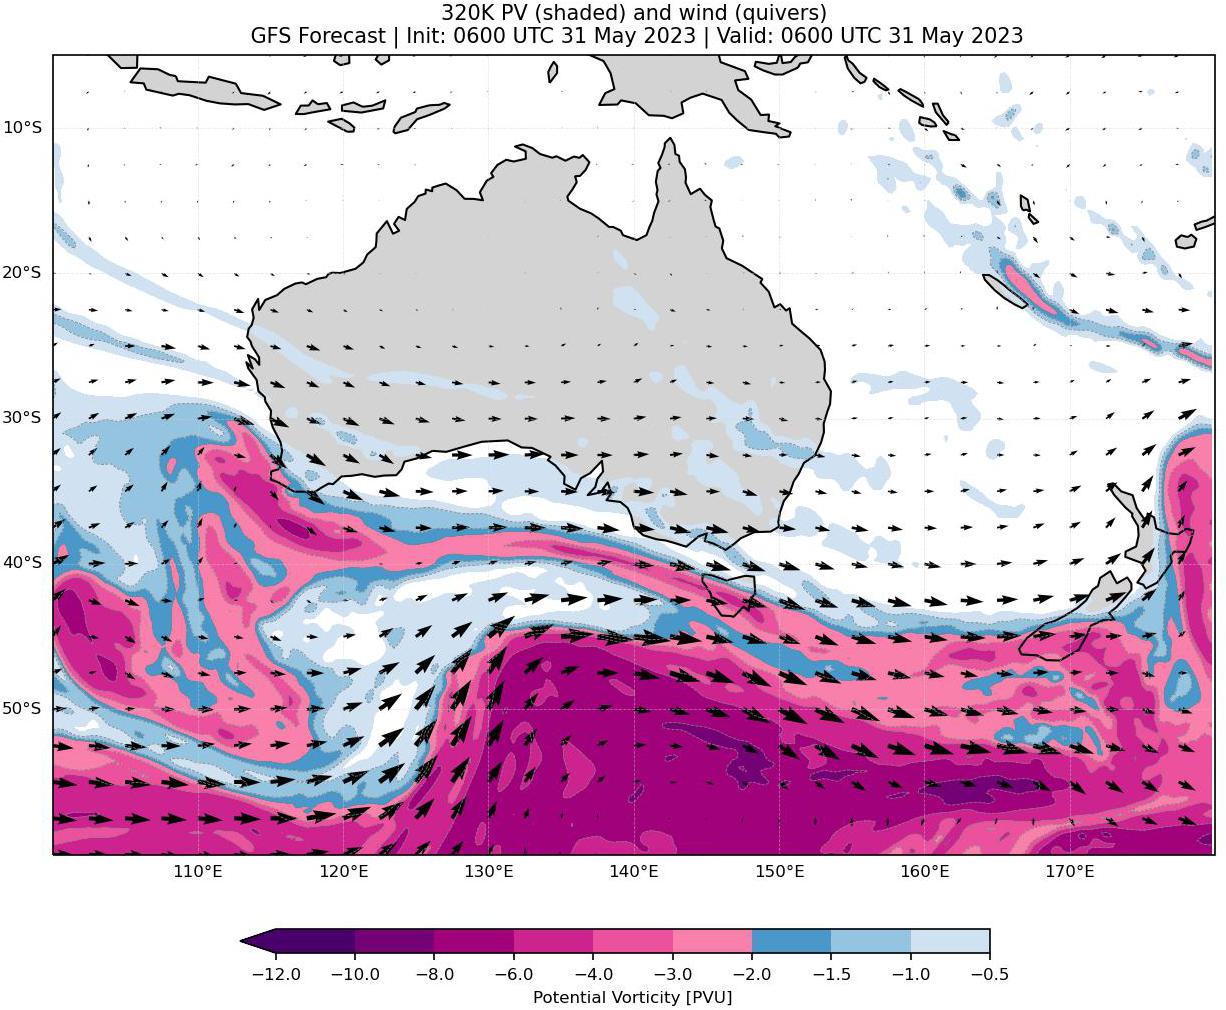 320K PV (shaded) and wind (quivers)
GFS Forecast | Init: 0600 UTC 31 May 2023 | Valid: 0600 UTC 31 May 2023
10°S
20°S
30°S
40°S
50°S
110°E 120°E 130°E 140°E 150°E 160°E 170°E
−12.0 −10.0 −8.0 −6.0 −4.0 −3.0 −2.0 −1.5 −1.0 −0.5
Potential Vorticity [PVU]